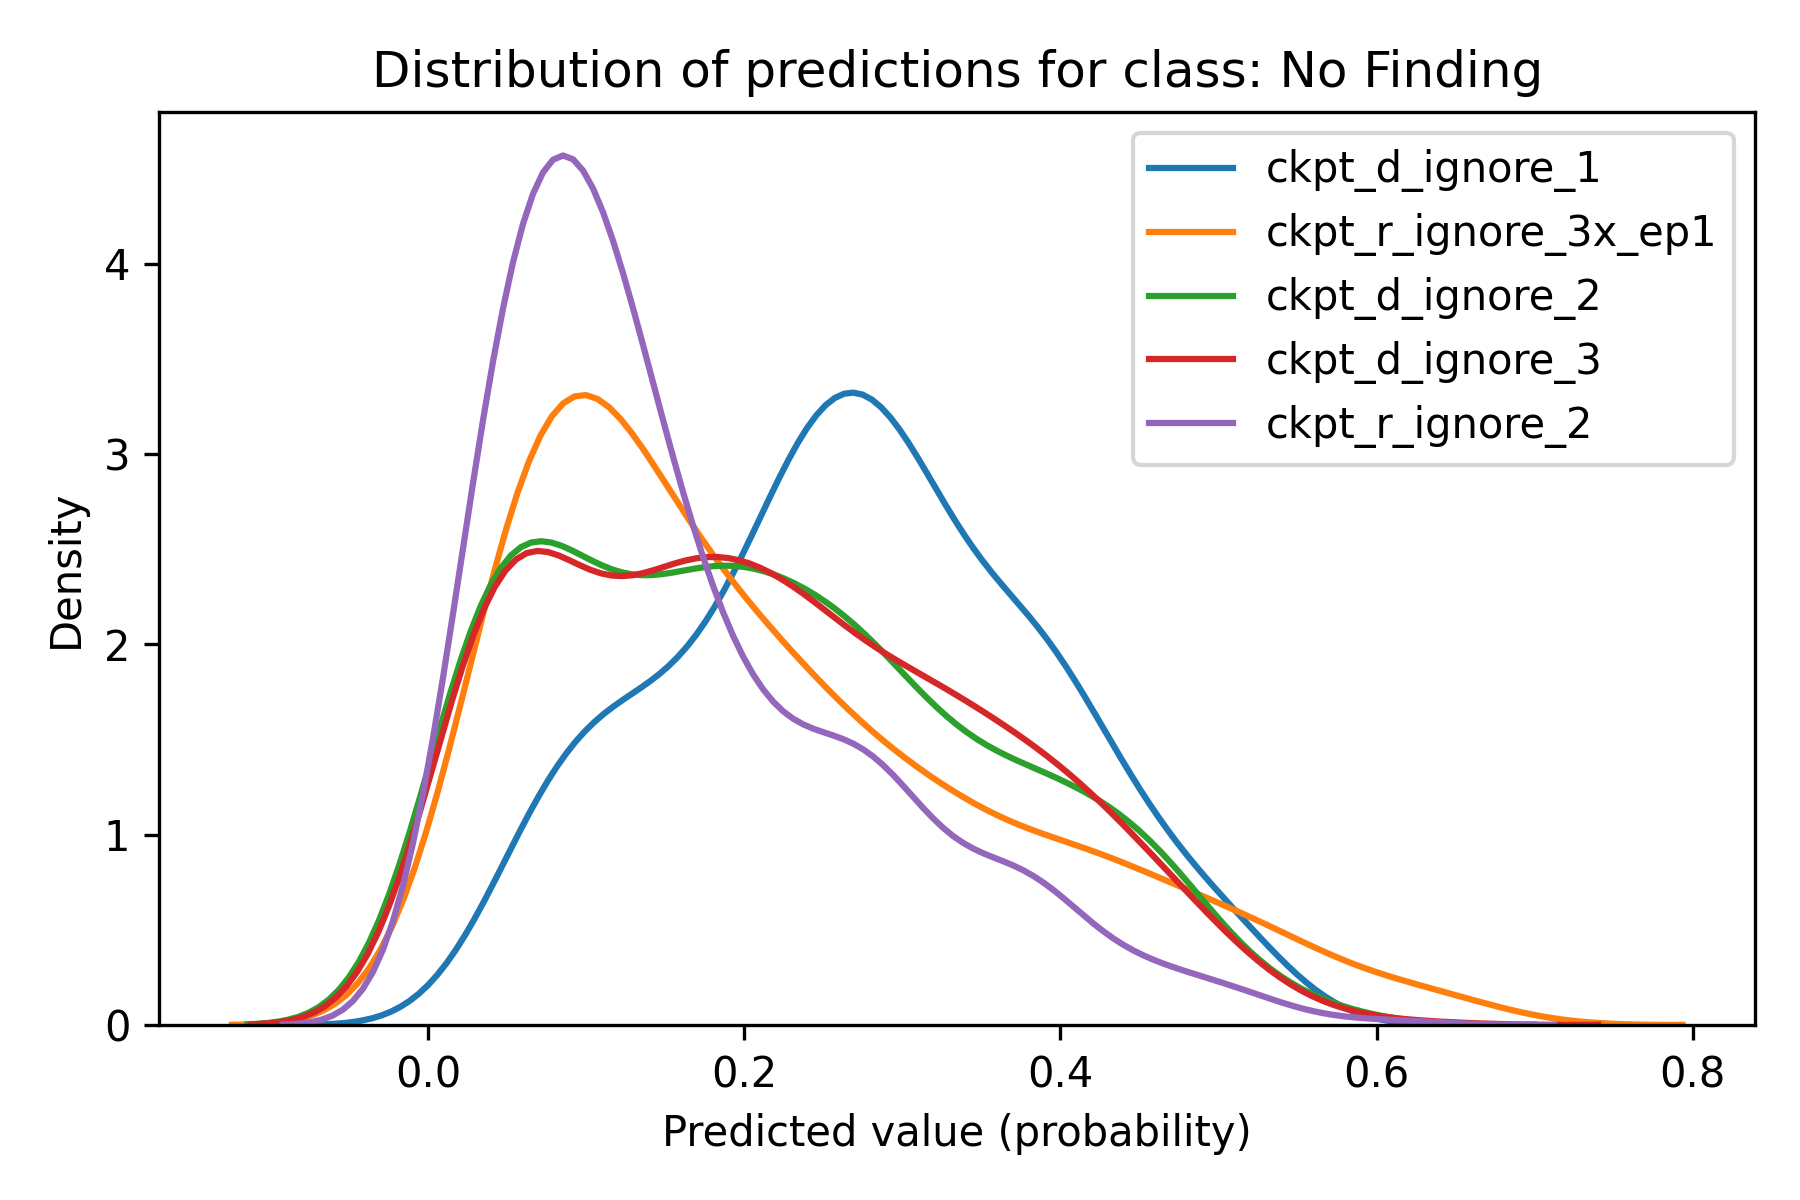 Distribution of predictions for class: No Finding
ckpt_d_ignore_1
ckpt_r_ignore_3x_ep1
ckpt_d_ignore_2
ckpt_d_ignore_3
ckpt_r_ignore_2
Density
4
3
2
1
0
0.0 0.2 0.4 0.6 0.8
Predicted value (probability)